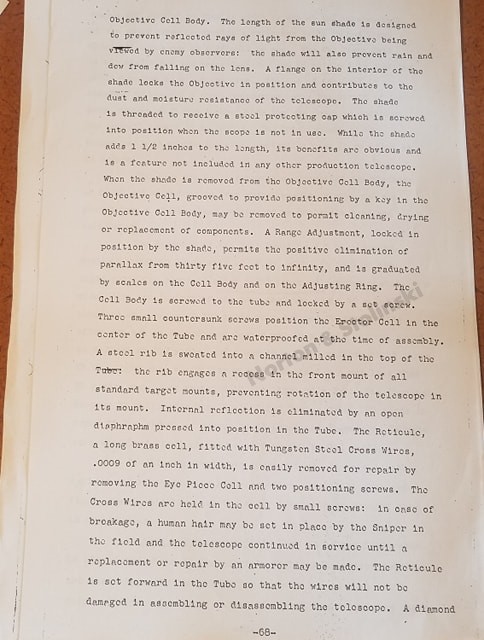 Objective Cell Body. The length of the sun shade is designed
to prevent reflected rays of light from the Objective being
viewed by enemy observers: the shade will also prevent rain and
dew from falling on the lens. A flange on the interior of the
shade locks the Objective in position and contributes to the
dust and moisture resistance of the telescope. The shade
is threaded to receive a steel protecting cap which is screwed
into position when the scope is not in use. While the shade
adds 1 1/2 inches to the length, its benefits are obvious and
is a feature not included in any other production telescope.
When the shade is removed from the Objective Cell Body, the
Objective Cell, grooved to provide positioning by a key in the
Objective Cell Body, may be removed to permit cleaning, drying
or replacement of components. A Range Adjustment, locked in
position by the shade, permits the positive elimination of
parallax from thirty five feet to infinity, and is graduated
by scales on the Cell Body and on the Adjusting Ring. The
Cell Body is screwed to the tube and locked by a set screw.
Three small countersunk screws position the Erector Cell in the
center of the Tube and are waterproofed at the time of assembly.
A steel rib is sweated into a channel milled in the top of the
Tube: the rib engages a recess in the front mount of all
standard target mounts, preventing rotation of the telescope in
its mount. Internal reflection is eliminated by an open
diaphraphm pressed into position in the Tube. The Reticule,
a long brass cell, fitted with Tungsten Steel Cross Wires,
.0009 of an inch in width, is easily removed for repair by
removing the Eye Piece Cell and two positioning screws. The
Cross Wires are held in the cell by small screws: in case of
breakage, a human hair may be set in place by the Sniper in
the field and the telescope continued in service until a
replacement or repair by an armorer may be made. The Reticule
is set forward in the Tube so that the wires will not be
damaged in assembling or disassembling the telescope. A diamond
-68-